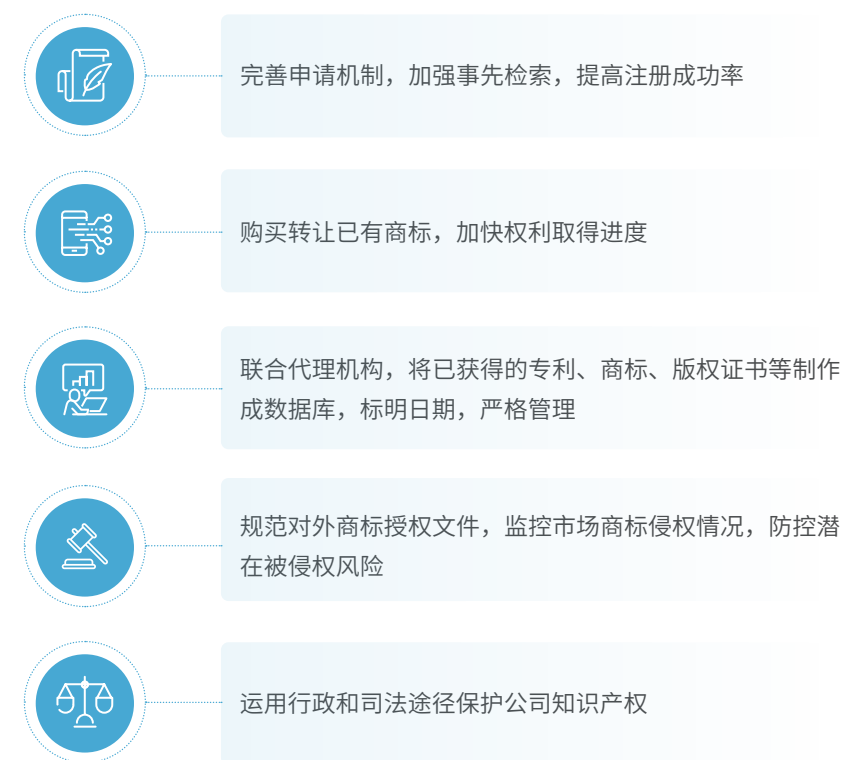 完善申请机制，加强事先检索，提高注册成功率
购买转让已有商标，加快权利取得进度
联合代理机构，将已获得的专利、商标、版权证书等制作
成数据库，标明日期，严格管理
规范对外商标授权文件，监控市场商标侵权情况，防控潜
在被侵权风险
运用行政和司法途径保护公司知识产权